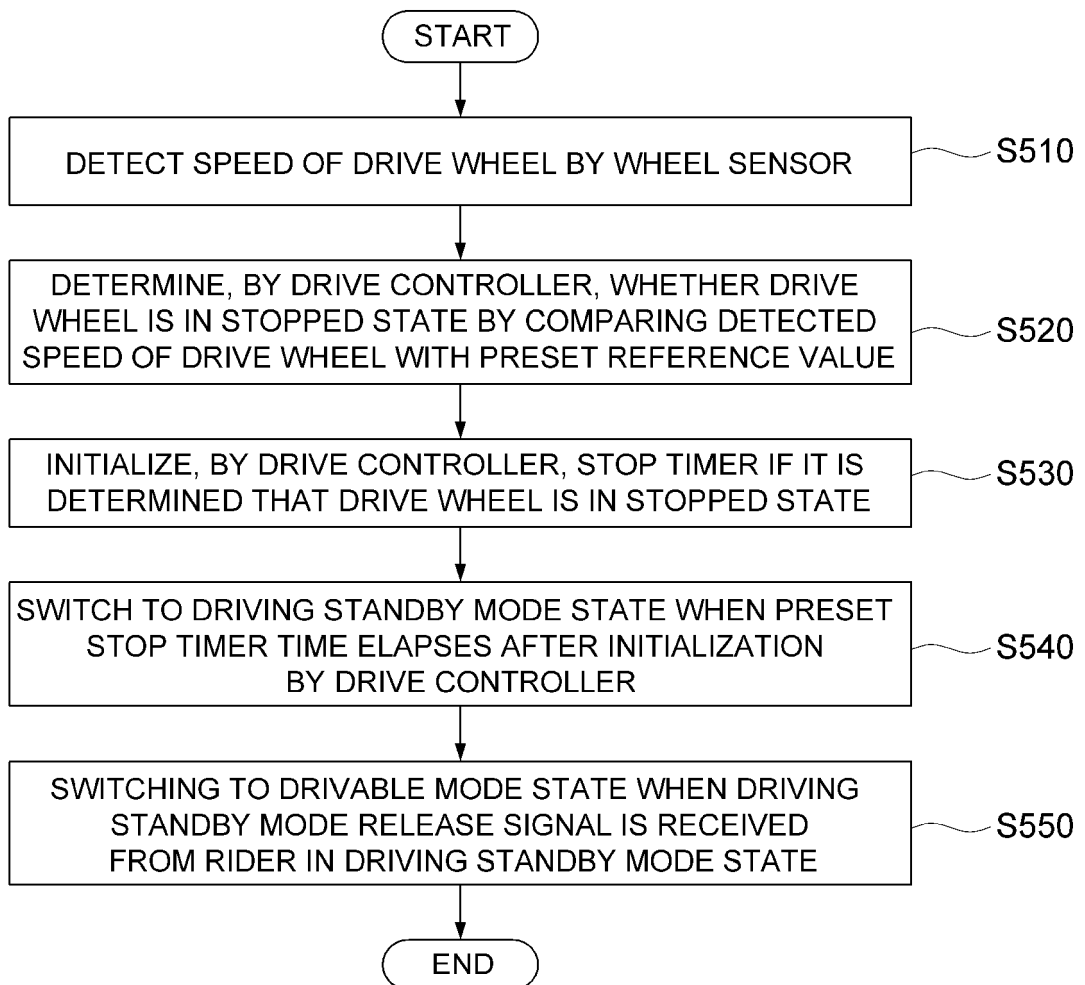 START
DETECT SPEED OF DRIVE WHEEL BY WHEEL SENSOR
S510
DETERMINE, BY DRIVE CONTROLLER, WHETHER DRIVE
WHEEL IS IN STOPPED STATE BY COMPARING DETECTED
SPEED OF DRIVE WHEEL WITH PRESET REFERENCE VALUE
S520
INITIALIZE, BY DRIVE CONTROLLER, STOP TIMER IF IT IS
DETERMINED THAT DRIVE WHEEL IS IN STOPPED STATE
S530
SWITCH TO DRIVING STANDBY MODE STATE WHEN PRESET
STOP TIMER TIME ELAPSES AFTER INITIALIZATION
BY DRIVE CONTROLLER
S540
SWITCHING TO DRIVABLE MODE STATE WHEN DRIVING
STANDBY MODE RELEASE SIGNAL IS RECEIVED
FROM RIDER IN DRIVING STANDBY MODE STATE
S550
END